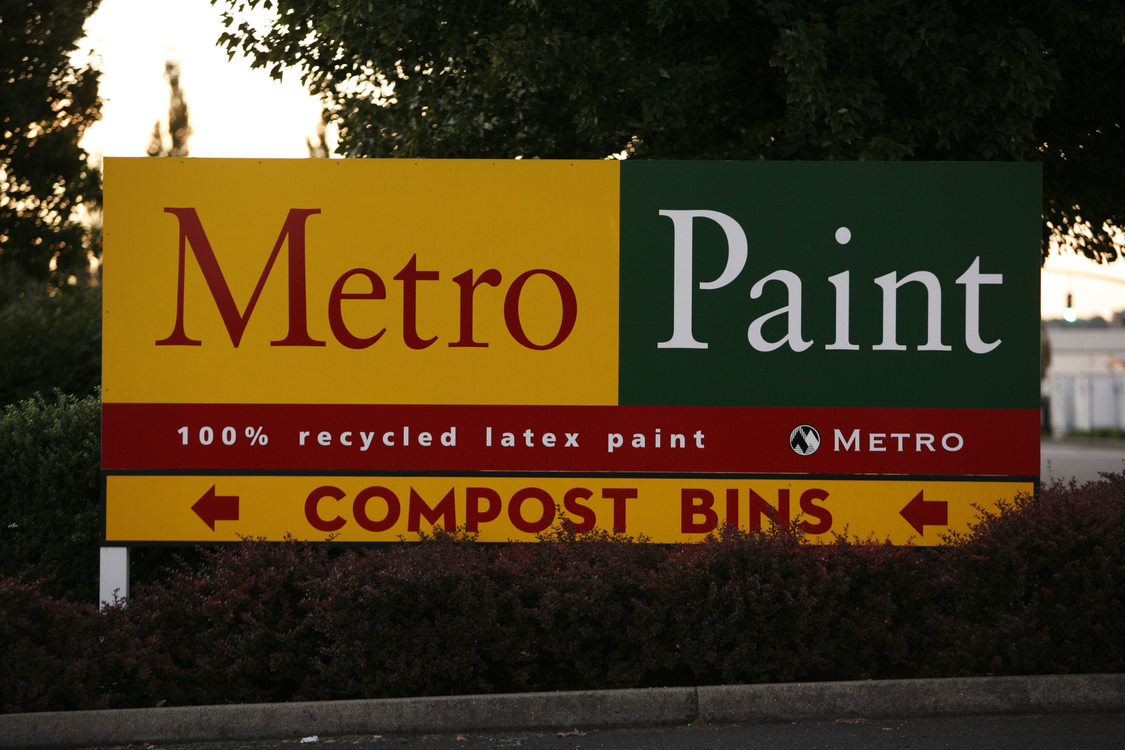 Metro Paint
100% recycled latex paint METRO
COMPOST BINS